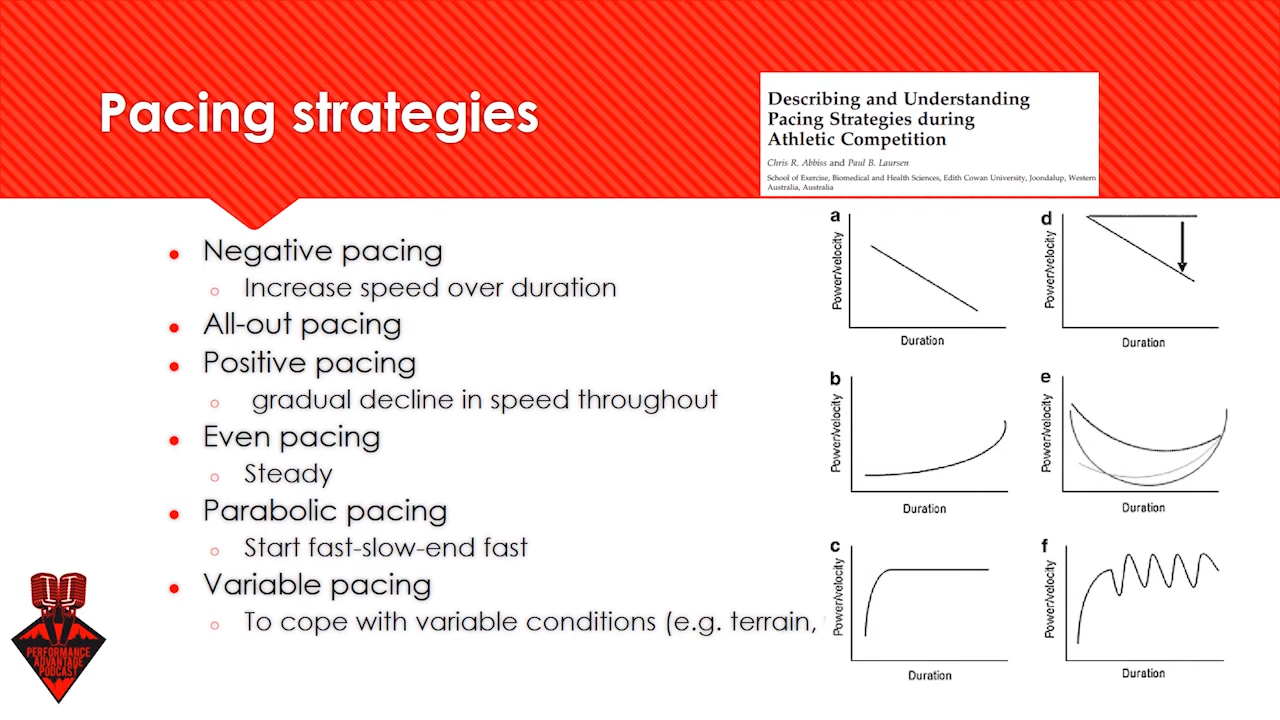 Pacing strategies
Describing and Understanding
Pacing Strategies during
Athletic Competition
Chris R. Abbiss and Paul B. Laursen
School of Exercise, Biomedical and Health Sciences, Edith Cowan University, Joondalup, Western
Australia, Australia
Negative pacing
Increase speed over duration
All-out pacing
Positive pacing
gradual decline in speed throughout
Even pacing
Steady
Parabolic pacing
Start fast-slow-end fast
Variable pacing
To cope with variable conditions (e.g. terrain,
a
Power/velocity
Duration
d
Power/velocity
Duration
b
Power/velocity
Duration
e
Power/velocity
Duration
c
Power/velocity
Duration
f
Power/velocity
Duration
PERFORMANCE
ADVANTAGE
PODCAST